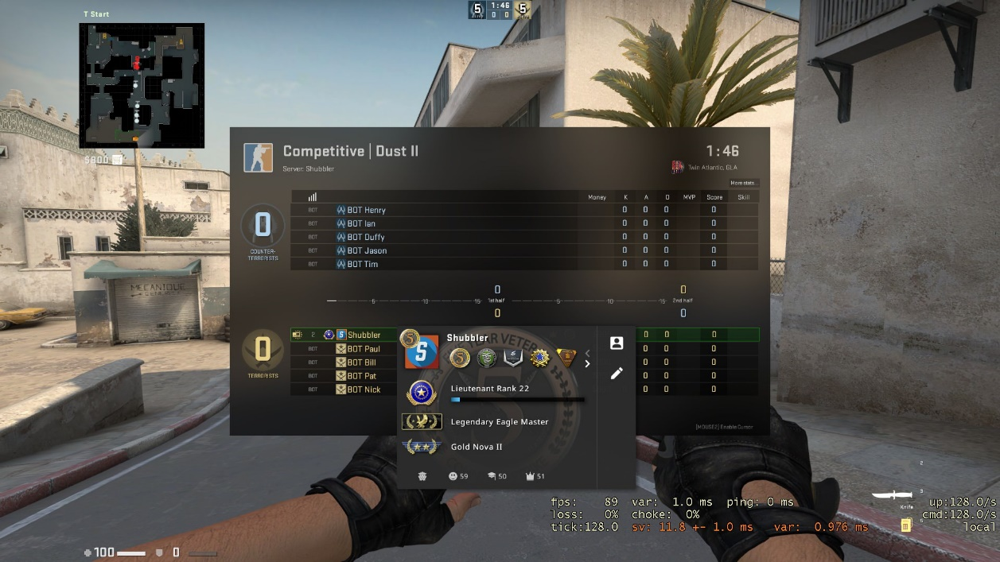 T Start
B
A
5
1:46
5
0 0
$800
Competitive | Dust II
1:46
Server: Shubbler
Twin Atlantic, GLA
More stats...
Money K A D MVP Score Skill
0
COUNTER-
TERRORISTS
BOT BOT Henry 0 0 0 0
BOT BOT Ian 0 0 0 0
BOT BOT Duffy 0 0 0 0
BOT BOT Jason 0 0 0 0
BOT BOT Tim 0 0 0 0
MECANIQUE
0 0
5 10 15 1st half 5 10 15 2nd half
0 0
0
TERRORISTS
2 S Shubbler 0 0 0
BOT BOT Paul 0 0 0
BOT BOT Bill 0 0 0
BOT BOT Pat 0 0 0
BOT BOT Nick 0 0 0
5
S
Shubbler
5
Lieutenant Rank 22
Legendary Eagle Master
Gold Nova II
59 50 51
[MOUSE2] Enable Cursor
2
3
Knife
5
fps: 89 var: 1.0 ms ping: 0 ms
loss: 0% choke: 0%
tick:128.0 sv: 11.8 +- 1.0 ms var: 0.976 ms
up:128.0/s
cmd:128.0/s
local
100 0